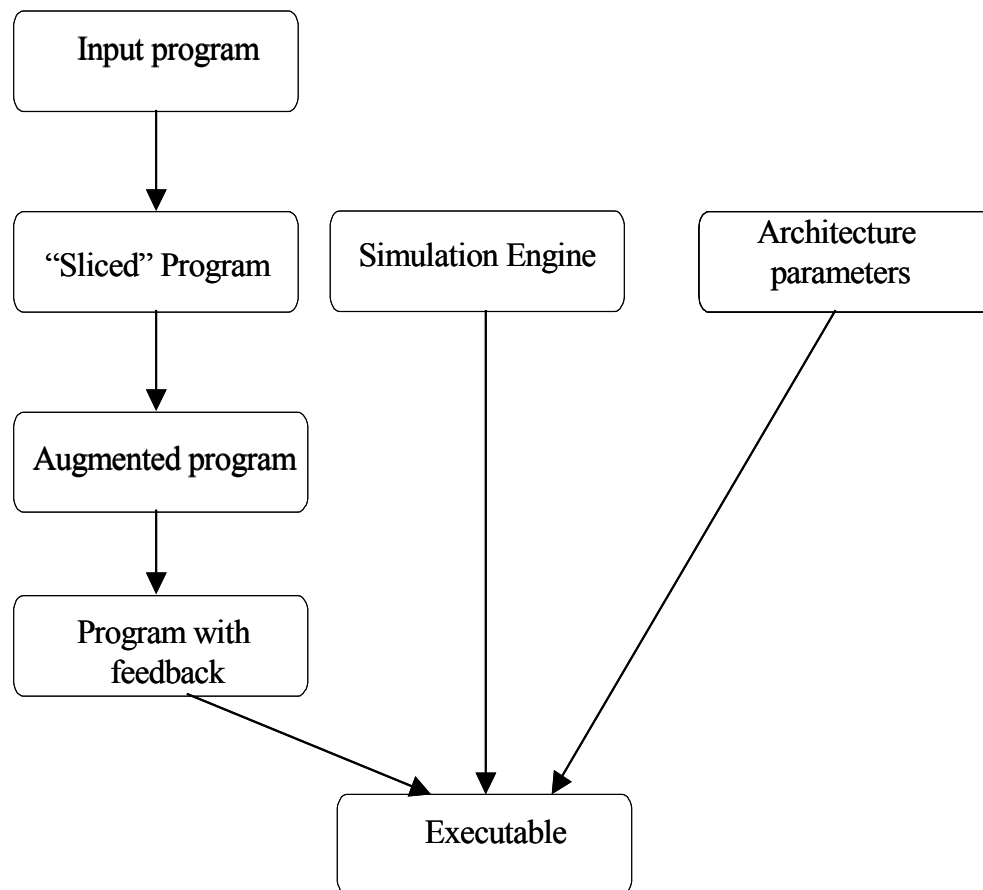 Input program
“Sliced” Program
Simulation Engine
Architecture
parameters
Augmented program
Program with
feedback
Executable